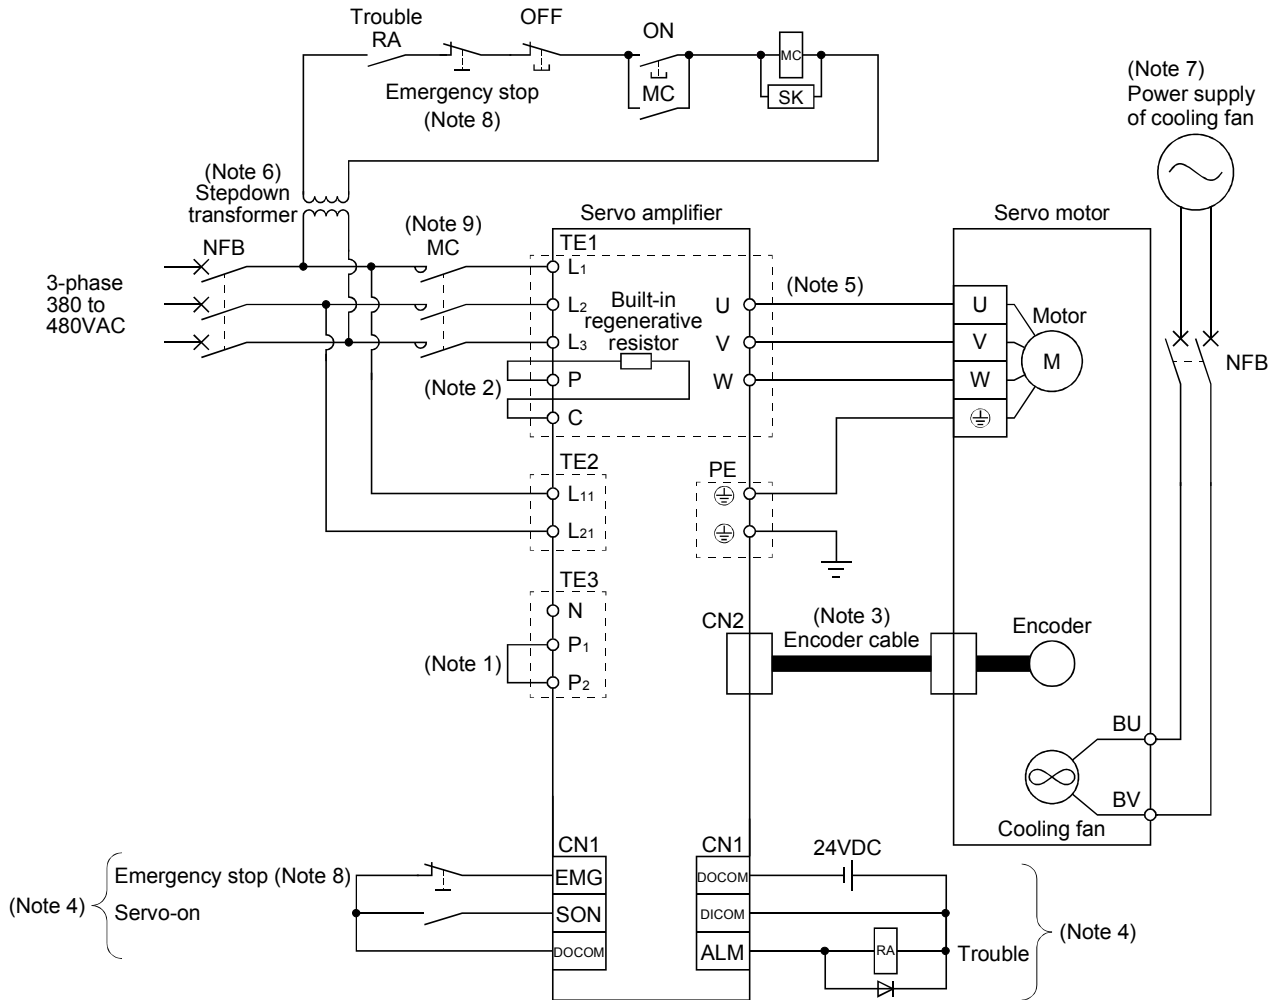 Trouble
RA
OFF
ON
MC
Emergency stop
(Note 8)
MC
SK
(Note 7)
Power supply
of cooling fan
(Note 6)
Stepdown
transformer
NFB
(Note 9)
MC
Servo amplifier
Servo motor
3-phase
380 to
480VAC
TE1
L1
L2
L3
P
C
Built-in
regenerative
resistor
(Note 2)
U
V
W
(Note 5)
U
V
W
Motor
M
NFB
TE2
L11
L21
PE
TE3
N
P1
P2
(Note 1)
CN2
(Note 3)
Encoder cable
Encoder
BU
BV
Cooling fan
(Note 4)
Emergency stop (Note 8)
Servo-on
CN1
EMG
SON
DOCOM
CN1
DOCOM
DICOM
ALM
24VDC
RA
Trouble
(Note 4)